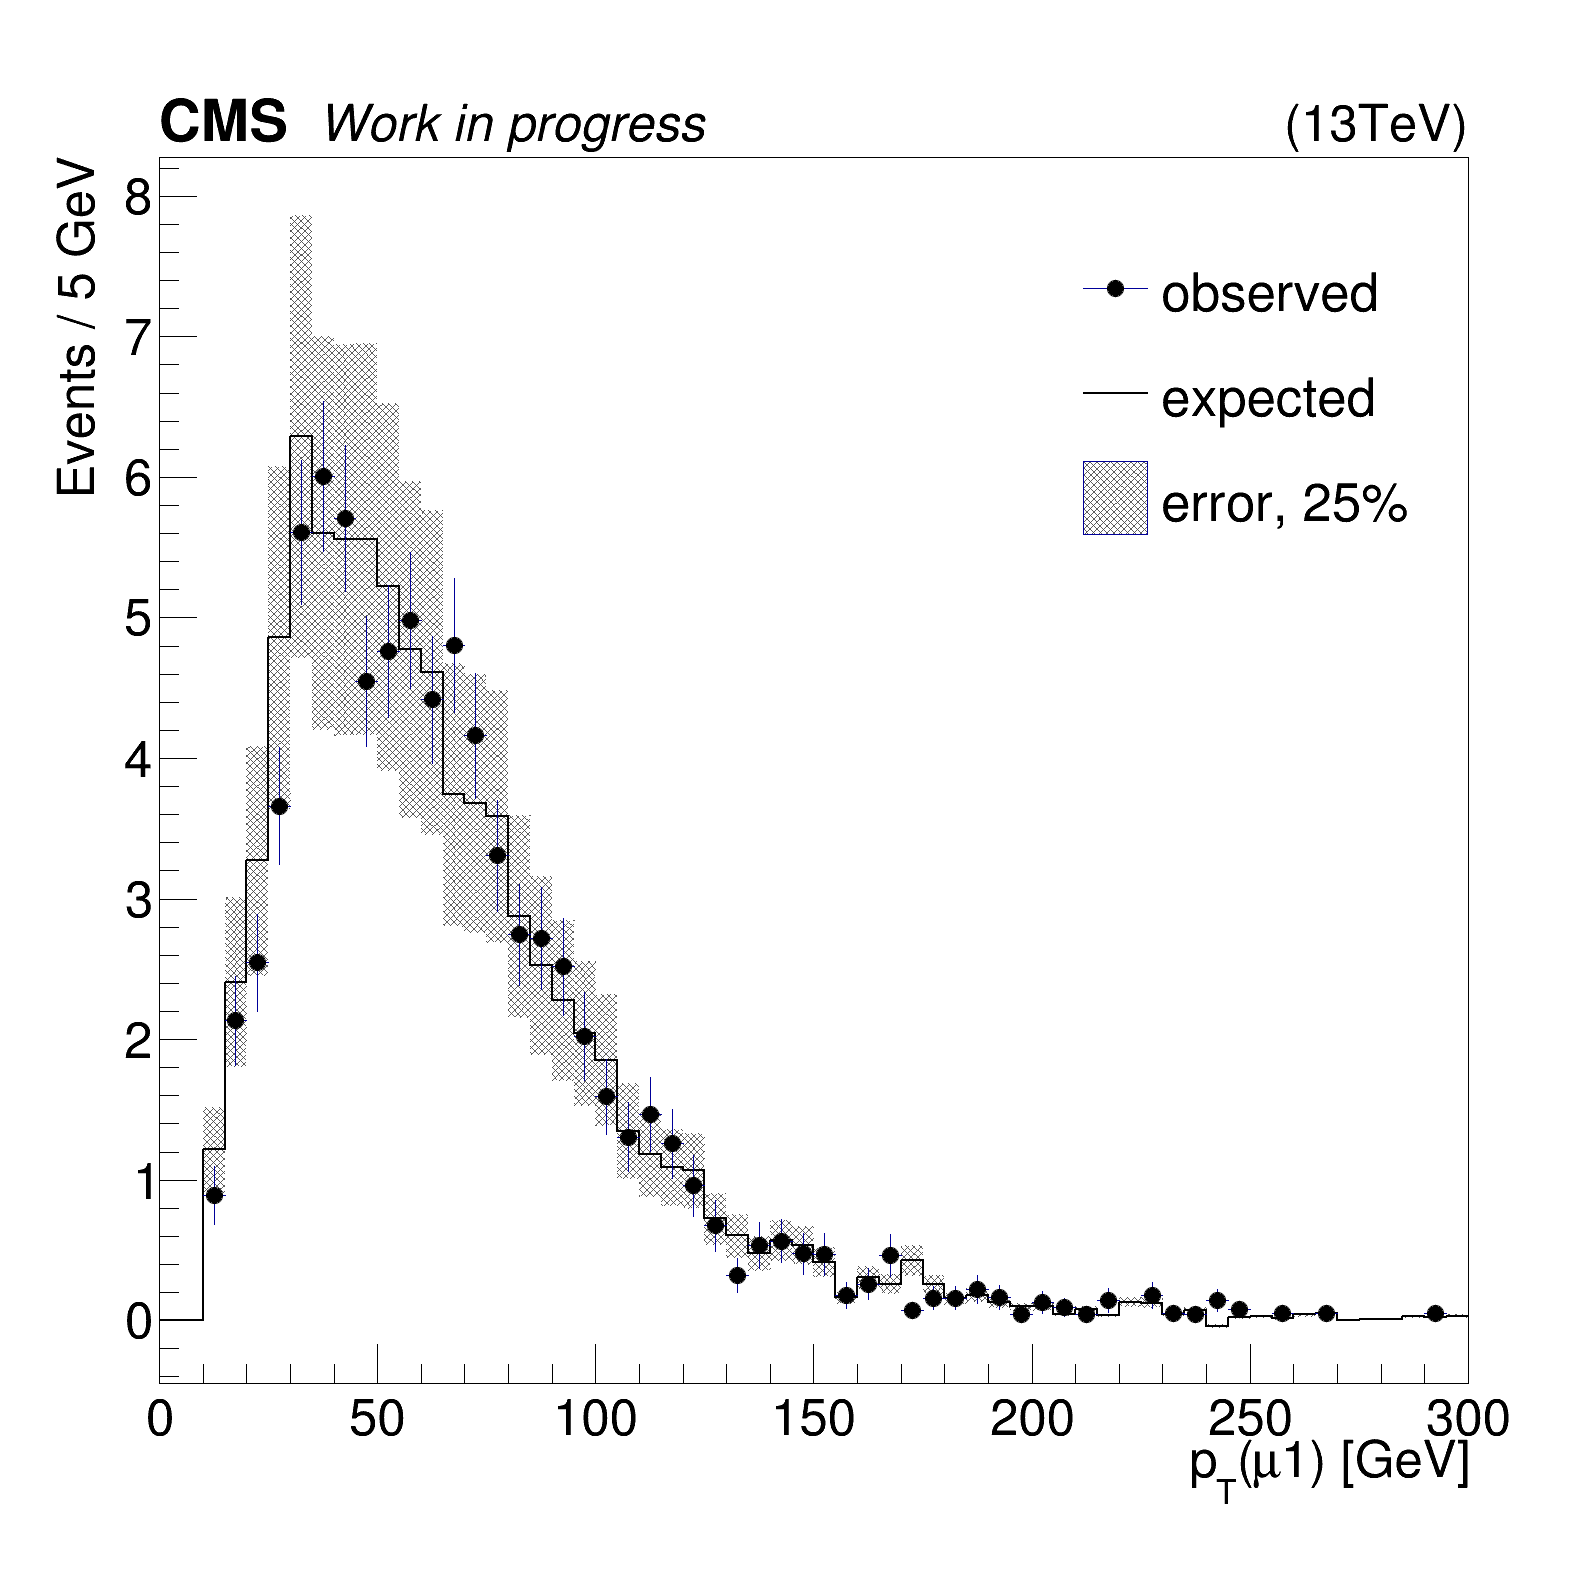 CMS Work in progress (13TeV)
Events / 5 GeV
8
7
6
5
4
3
2
1
0
observed
expected
error, 25%
0 50 100 150 200 250 300
pT(μ1) [GeV]